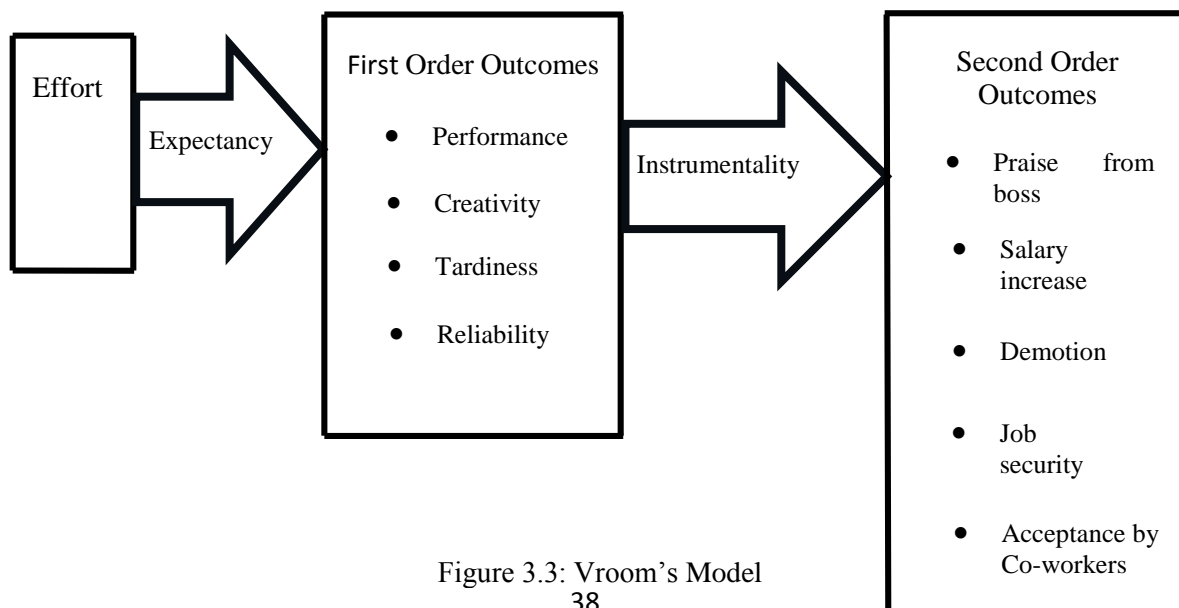 Effort
Expectancy
First Order Outcomes
• Performance
• Creativity
• Tardiness
• Reliability
Instrumentality
Second Order
Outcomes
• Praise from
boss
• Salary
increase
• Demotion
• Job
security
• Acceptance by
Co-workers
Figure 3.3: Vroom’s Model
38